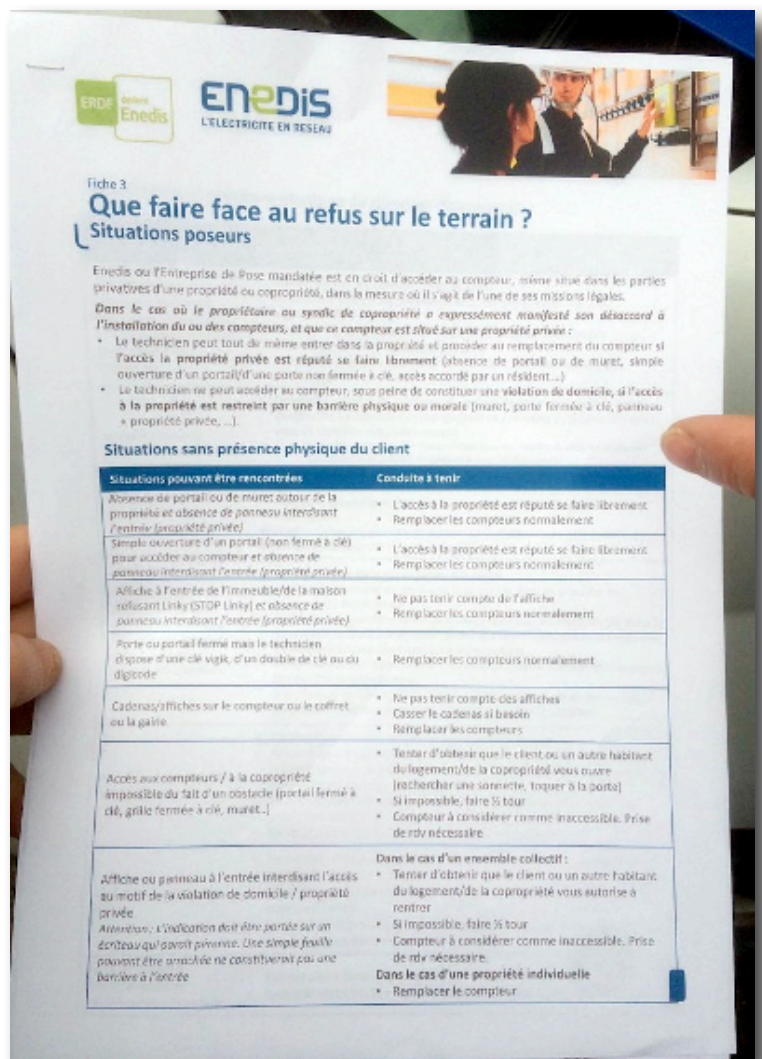 ERDF
devient
Enedis
ENEDIS
L'ELECTRICITE EN RESEAU
Fiche 3
Que faire face au refus sur le terrain ?
Situations poseurs
Enedis ou l'Entreprise de Pose mandatée est en droit d'accéder au compteur, même situé dans les parties
privatives d'une propriété ou copropriété, dans la mesure où il s'agit de l'une de ses missions légales.
Dans le cas où le propriétaire ou syndic de copropriété a expressément manifesté son désaccord à
l'installation du ou des compteurs, et que ce compteur est situé sur une propriété privée :
• Le technicien peut tout de même entrer dans la propriété et procéder au remplacement du compteur si
l'accès la propriété privée est réputé se faire librement (absence de portail ou de muret, simple
ouverture d'un portail/d'une porte non fermée à clé, accès accordé par un résident...)
• Le technicien ne peut accéder au compteur, sous peine de constituer une violation de domicile, si l'accès
à la propriété est restreint par une barrière physique ou morale (muret, porte fermée à clé, panneau
« propriété privée, ...).
Situations sans présence physique du client
Situations pouvant être rencontrées
Conduite à tenir
Absence de portail ou de muret autour de la
propriété et absence de panneau interdisant
l'entrée (propriété privée)
• L'accès à la propriété est réputé se faire librement
• Remplacer les compteurs normalement
Simple ouverture d'un portail (non fermé à clé)
pour accéder au compteur et absence de
panneau interdisant l'entrée (propriété privée)
• L'accès à la propriété est réputé se faire librement
• Remplacer les compteurs normalement
Affiche à l'entrée de l'immeuble/de la maison
refusant Linky (STOP Linky) et absence de
panneau interdisant l'entrée (propriété privée)
• Ne pas tenir compte de l'affiche
• Remplacer les compteurs normalement
Porte ou portail fermé mais le technicien
dispose d'une clé vigik, d'un double de clé ou du
digicode
• Remplacer les compteurs normalement
Cadenas/affiches sur le compteur ou le coffret
ou la gaine
• Ne pas tenir compte des affiches
• Casser le cadenas si besoin
• Remplacer les compteurs
Accès aux compteurs / à la copropriété
impossible du fait d'un obstacle (portail fermé à
clé, grille fermée à clé, muret...)
• Tenter d'obtenir que le client ou un autre habitant
du logement/de la copropriété vous ouvre
(rechercher une sonnette, toquer à la porte)
• Si impossible, faire ½ tour
• Compteur à considérer comme inaccessible. Prise
de rdv nécessaire
Affiche ou panneau à l'entrée interdisant l'accès
au motif de la violation de domicile / propriété
privée
Attention : L'indication doit être portée sur un
écriteau qui paraît pérenne. Une simple feuille
pouvant être arrachée ne constituerait pas une
barrière à l'entrée
Dans le cas d'un ensemble collectif :
• Tenter d'obtenir que le client ou un autre habitant
du logement/de la copropriété vous autorise à
rentrer
• Si impossible, faire ½ tour
• Compteur à considérer comme inaccessible. Prise
de rdv nécessaire.
Dans le cas d'une propriété individuelle
• Remplacer le compteur